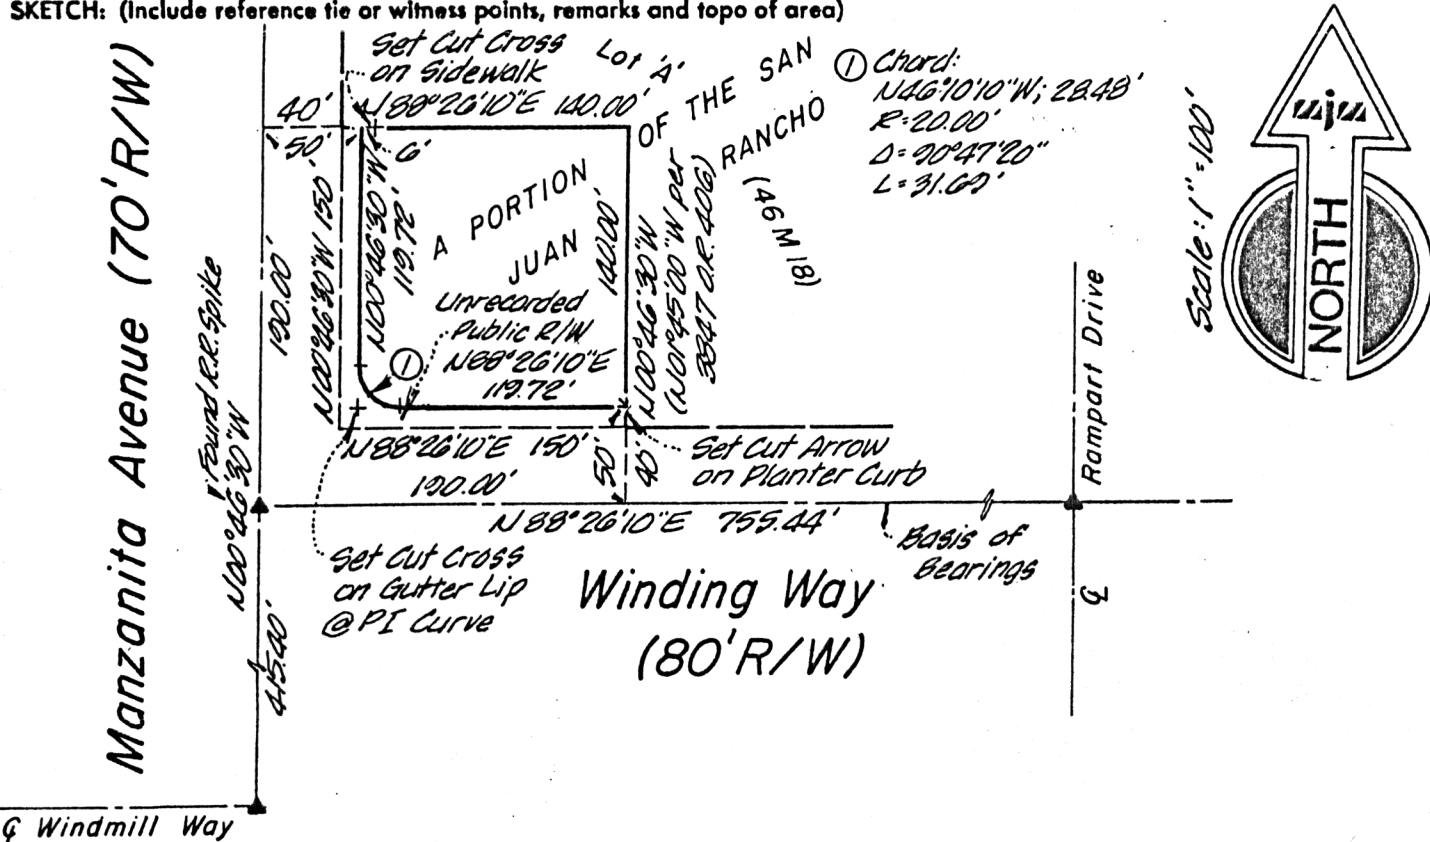 SKETCH: (Include reference tie or witness points, remarks and topo of area)
Manzanita Avenue (70' R/W)
Set Cut Cross
on Sidewalk
Lot 'A'
40'
N88°26'10"E 140.00'
50'
6'
190.00'
N00°46'30"W 150'
N00°46'30"W
119.72'
A PORTION
OF THE SAN
JUAN
RANCHO
(46 M 18)
140.00'
N00°46'30"W
(N01°45'00"W per
3847 O.R. 406)
Unrecorded
Public R/W
1
N88°26'10"E
119.72'
1 Chord:
N46°10'10"W; 28.48'
R=20.00'
Δ=90°47'20"
L=31.69'
Scale: 1"=100'
mjm
NORTH
Found R.R. Spike
N00°46'30"W
415.40'
N88°26'10"E 150'
190.00'
50'
40'
Set Cut Arrow
on Planter Curb
N88°26'10"E 755.44'
Basis of
Bearings
Rampart Drive
℄
Set Cut Cross
on Gutter Lip
@ PI Curve
Winding Way
(80' R/W)
℄ Windmill Way